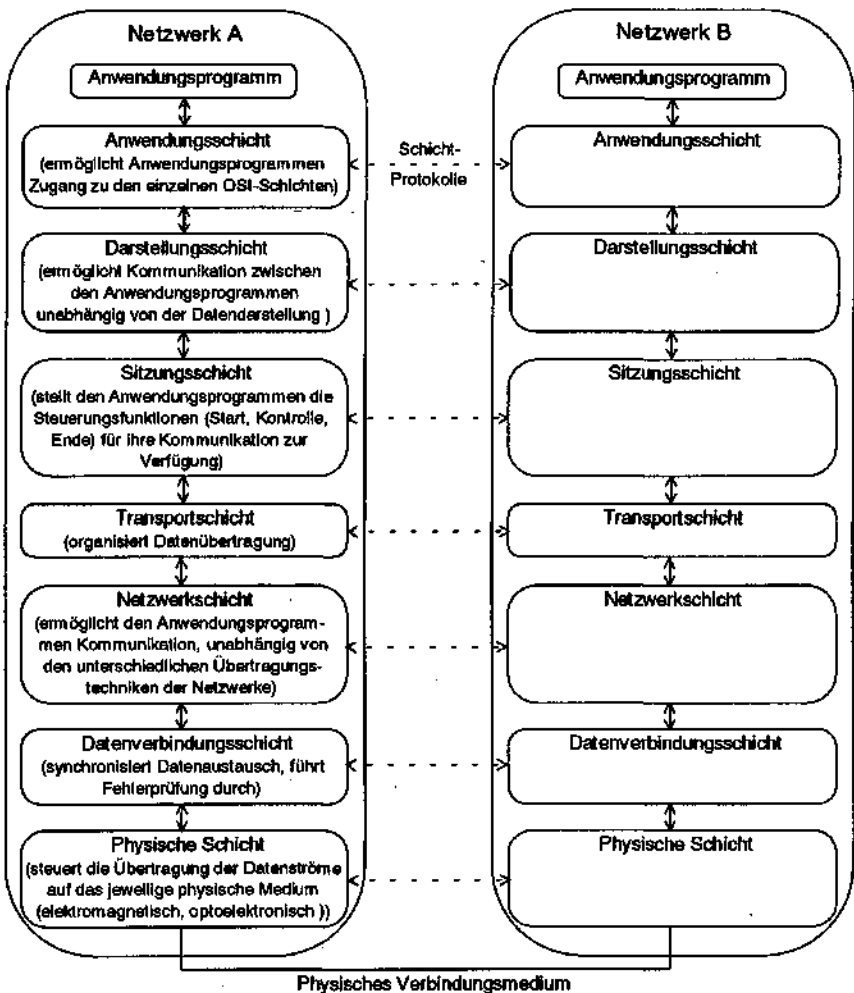 Netzwerk A
Anwendungsprogramm
Anwendungsschicht
(ermöglicht Anwendungsprogrammen
Zugang zu den einzelnen OSI-Schichten)
Darstellungsschicht
(ermöglicht Kommunikation zwischen
den Anwendungsprogrammen
unabhängig von der Datendarstellung )
Sitzungsschicht
(stellt den Anwendungsprogrammen die
Steuerungsfunktionen (Start, Kontrolle,
Ende) für ihre Kommunikation zur
Verfügung)
Transportschicht
(organisiert Datenübertragung)
Netzwerkschicht
(ermöglicht den Anwendungsprogram-
men Kommunikation, unabhängig von
den unterschiedlichen Übertragungs-
techniken der Netzwerke)
Datenverbindungsschicht
(synchronisiert Datenaustausch, führt
Fehlerprüfung durch)
Physische Schicht
(steuert die Übertragung der Datenströme
auf das jeweilige physische Medium
(elektromagnetisch, optoelektronisch ))
Schicht-
Protokolle
Netzwerk B
Anwendungsprogramm
Anwendungsschicht
Darstellungsschicht
Sitzungsschicht
Transportschicht
Netzwerkschicht
Datenverbindungsschicht
Physische Schicht
Physisches Verbindungsmedium